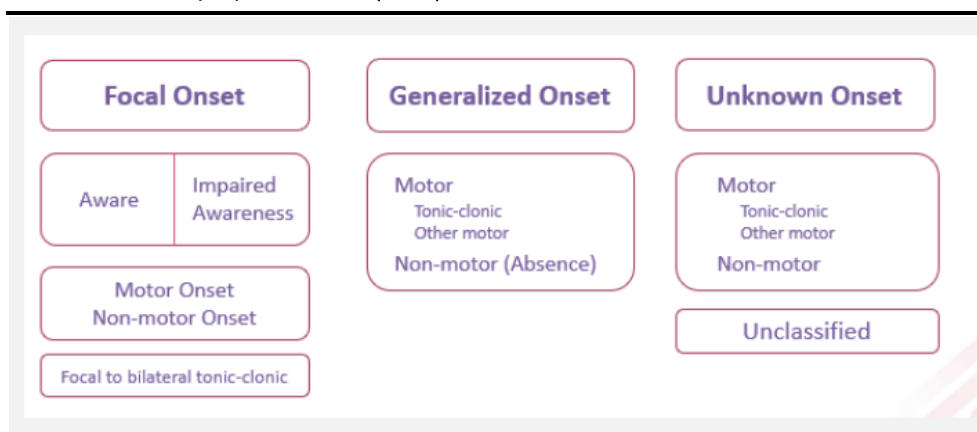 Focal Onset
Aware
Impaired
Awareness
Motor Onset
Non-motor Onset
Focal to bilateral tonic-clonic
Generalized Onset
Motor
Tonic-clonic
Other motor
Non-motor (Absence)
Unknown Onset
Motor
Tonic-clonic
Other motor
Non-motor
Unclassified